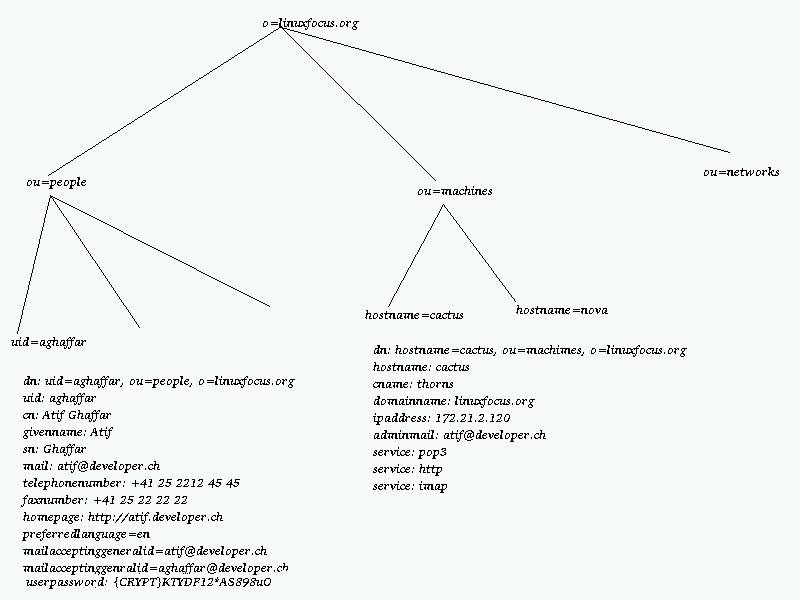 o=linuxfocus.org
ou=people
ou=machines
ou=networks
uid=aghaffar
hostname=cactus
hostname=nova
dn: uid=aghaffar, ou=people, o=linuxfocus.org
uid: aghaffar
cn: Atif Ghaffar
givenname: Atif
sn: Ghaffar
mail: atif@developer.ch
telephonenumber: +41 25 2212 45 45
faxnumber: +41 25 22 22 22
homepage: http://atif.developer.ch
preferredlanguage=en
mailacceptinggeneralid=atif@developer.ch
mailacceptinggenralid=aghaffar@developer.ch
userpassword: {CRYPT}KTYDF12*AS898uO
dn: hostname=cactus, ou=machimes, o=linuxfocus.org
hostname: cactus
cname: thorns
domainname: linuxfocus.org
ipaddress: 172.21.2.120
adminmail: atif@developer.ch
service: pop3
service: http
service: imap